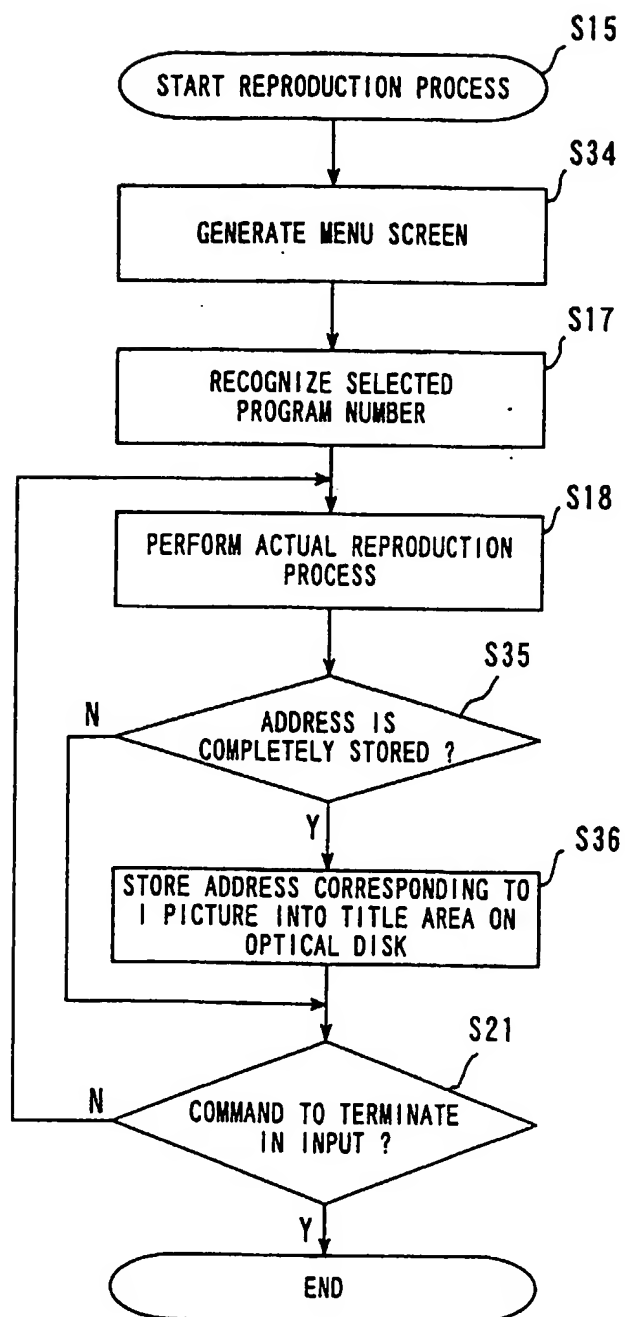 S15
START REPRODUCTION PROCESS
S34
GENERATE MENU SCREEN
S17
RECOGNIZE SELECTED
PROGRAM NUMBER
S18
PERFORM ACTUAL REPRODUCTION
PROCESS
S35
N
ADDRESS IS
COMPLETELY STORED ?
Y
S36
STORE ADDRESS CORRESPONDING TO
I PICTURE INTO TITLE AREA ON
OPTICAL DISK
S21
N
COMMAND TO TERMINATE
IN INPUT ?
Y
END